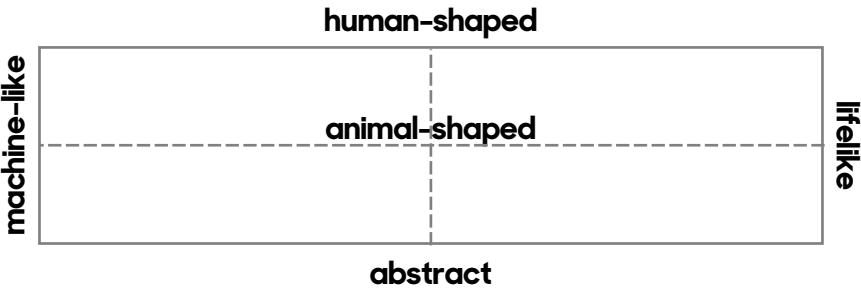 human-shaped
machine-like
animal-shaped
lifelike
abstract